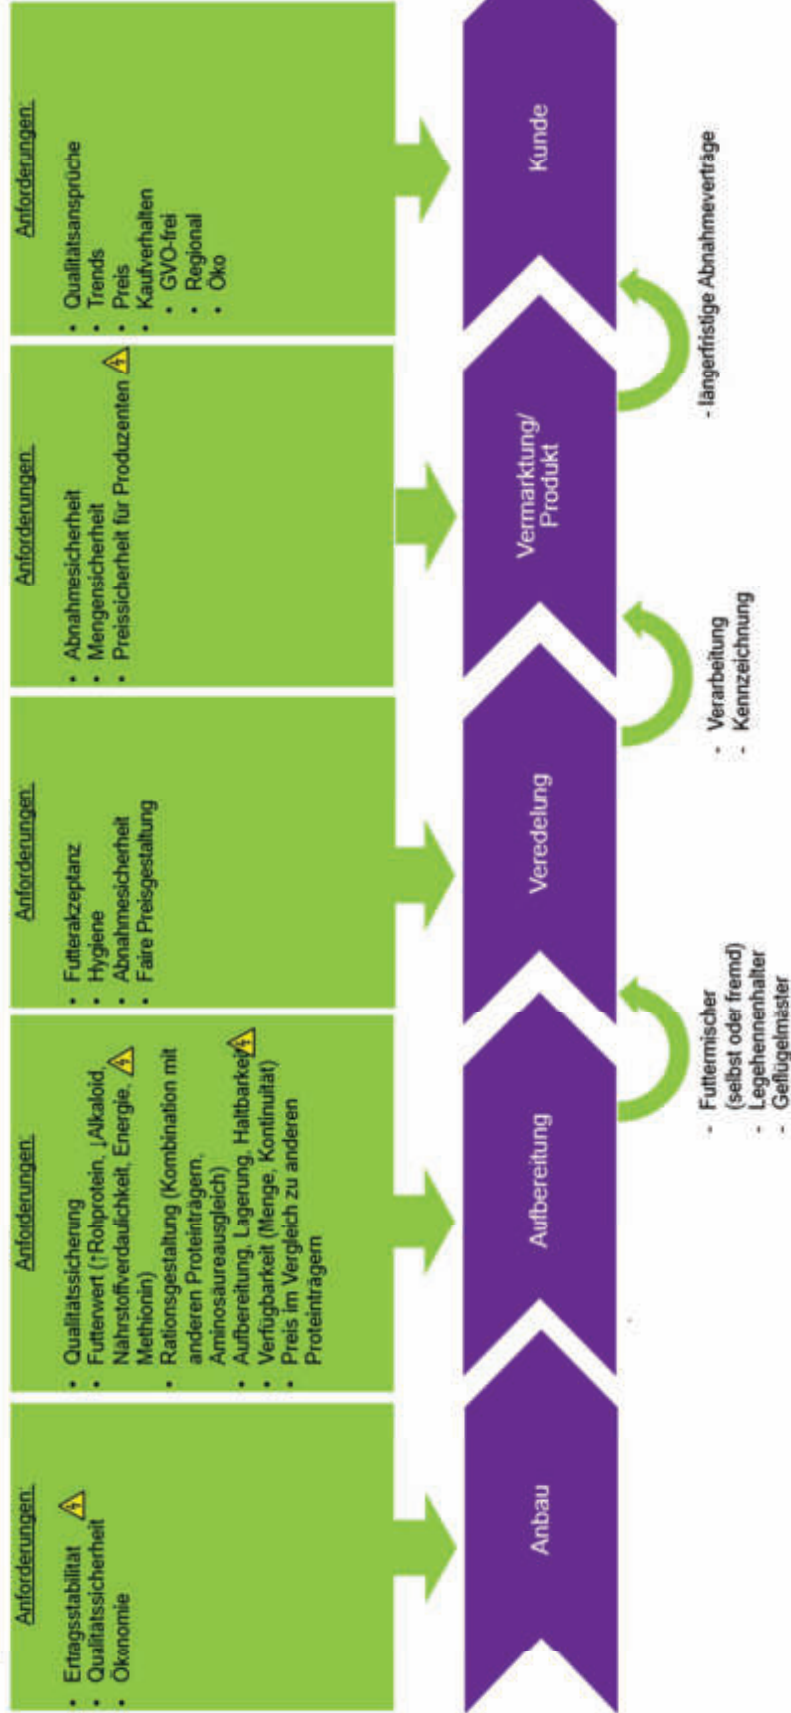 Anforderungen:
• Ertragsstabilität
• Qualitätssicherheit
• Ökonomie
Anforderungen:
• Qualitätssicherung
• Futterwert (↑Rohprotein, ↓Alkaloid,
Nährstoffverdaulichkeit, Energie,
Methionin)
• Rationsgestaltung (Kombination mit
anderen Proteinträgern,
Aminosäureausgleich)
• Aufbereitung, Lagerung, Haltbarkeit
• Verfügbarkeit (Menge, Kontinuität)
• Preis im Vergleich zu anderen
Proteinträgern
Anforderungen:
• Futterakzeptanz
• Hygiene
• Abnahmesicherheit
• Faire Preisgestaltung
Anforderungen:
• Abnahmesicherheit
• Mengensicherheit
• Preissicherheit für Produzenten
Anforderungen:
• Qualitätsansprüche
• Trends
• Preis
• Kaufverhalten
• GVO-frei
• Regional
• Öko
Anbau
Aufbereitung
Veredelung
Vermarktung/
Produkt
Kunde
- Futtermischer
(selbst oder fremd)
- Legehennenhalter
- Geflügelmäster
- Verarbeitung
- Kennzeichnung
- längerfristige Abnahmeverträge